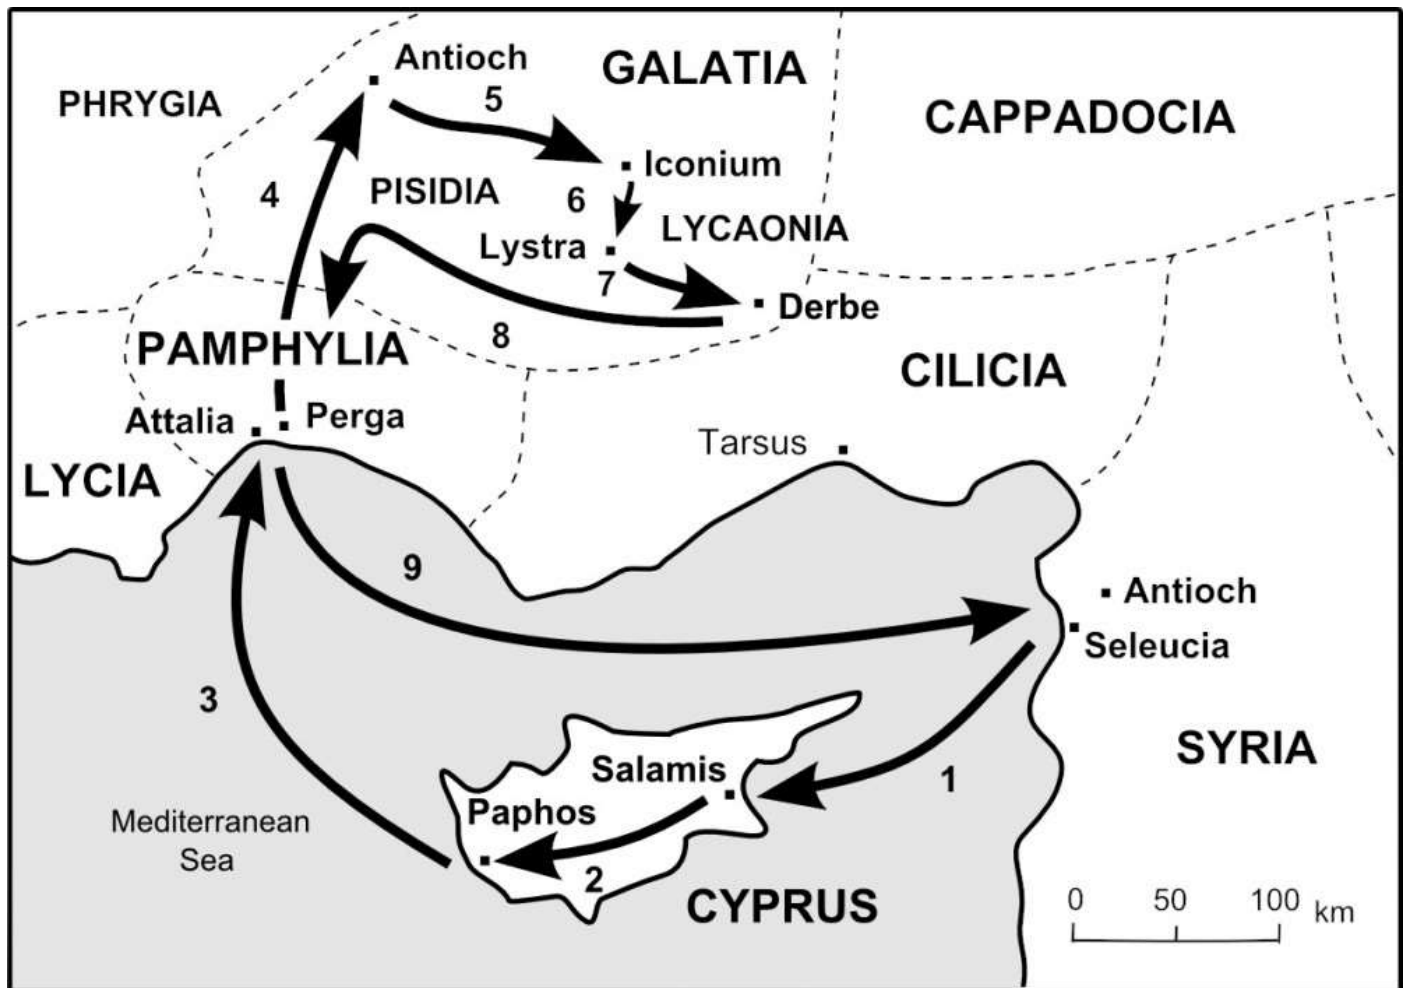 Antioch
GALATIA
5
PHRYGIA
CAPPADOCIA
Iconium
4
PISIDIA
6
LYCAONIA
Lystra
7
Derbe
8
PAMPHYLIA
CILICIA
Attalia
Perga
Tarsus
LYCIA
9
Antioch
Seleucia
3
SYRIA
Salamis
1
Paphos
Mediterranean
Sea
2
CYPRUS
0 50 100 km